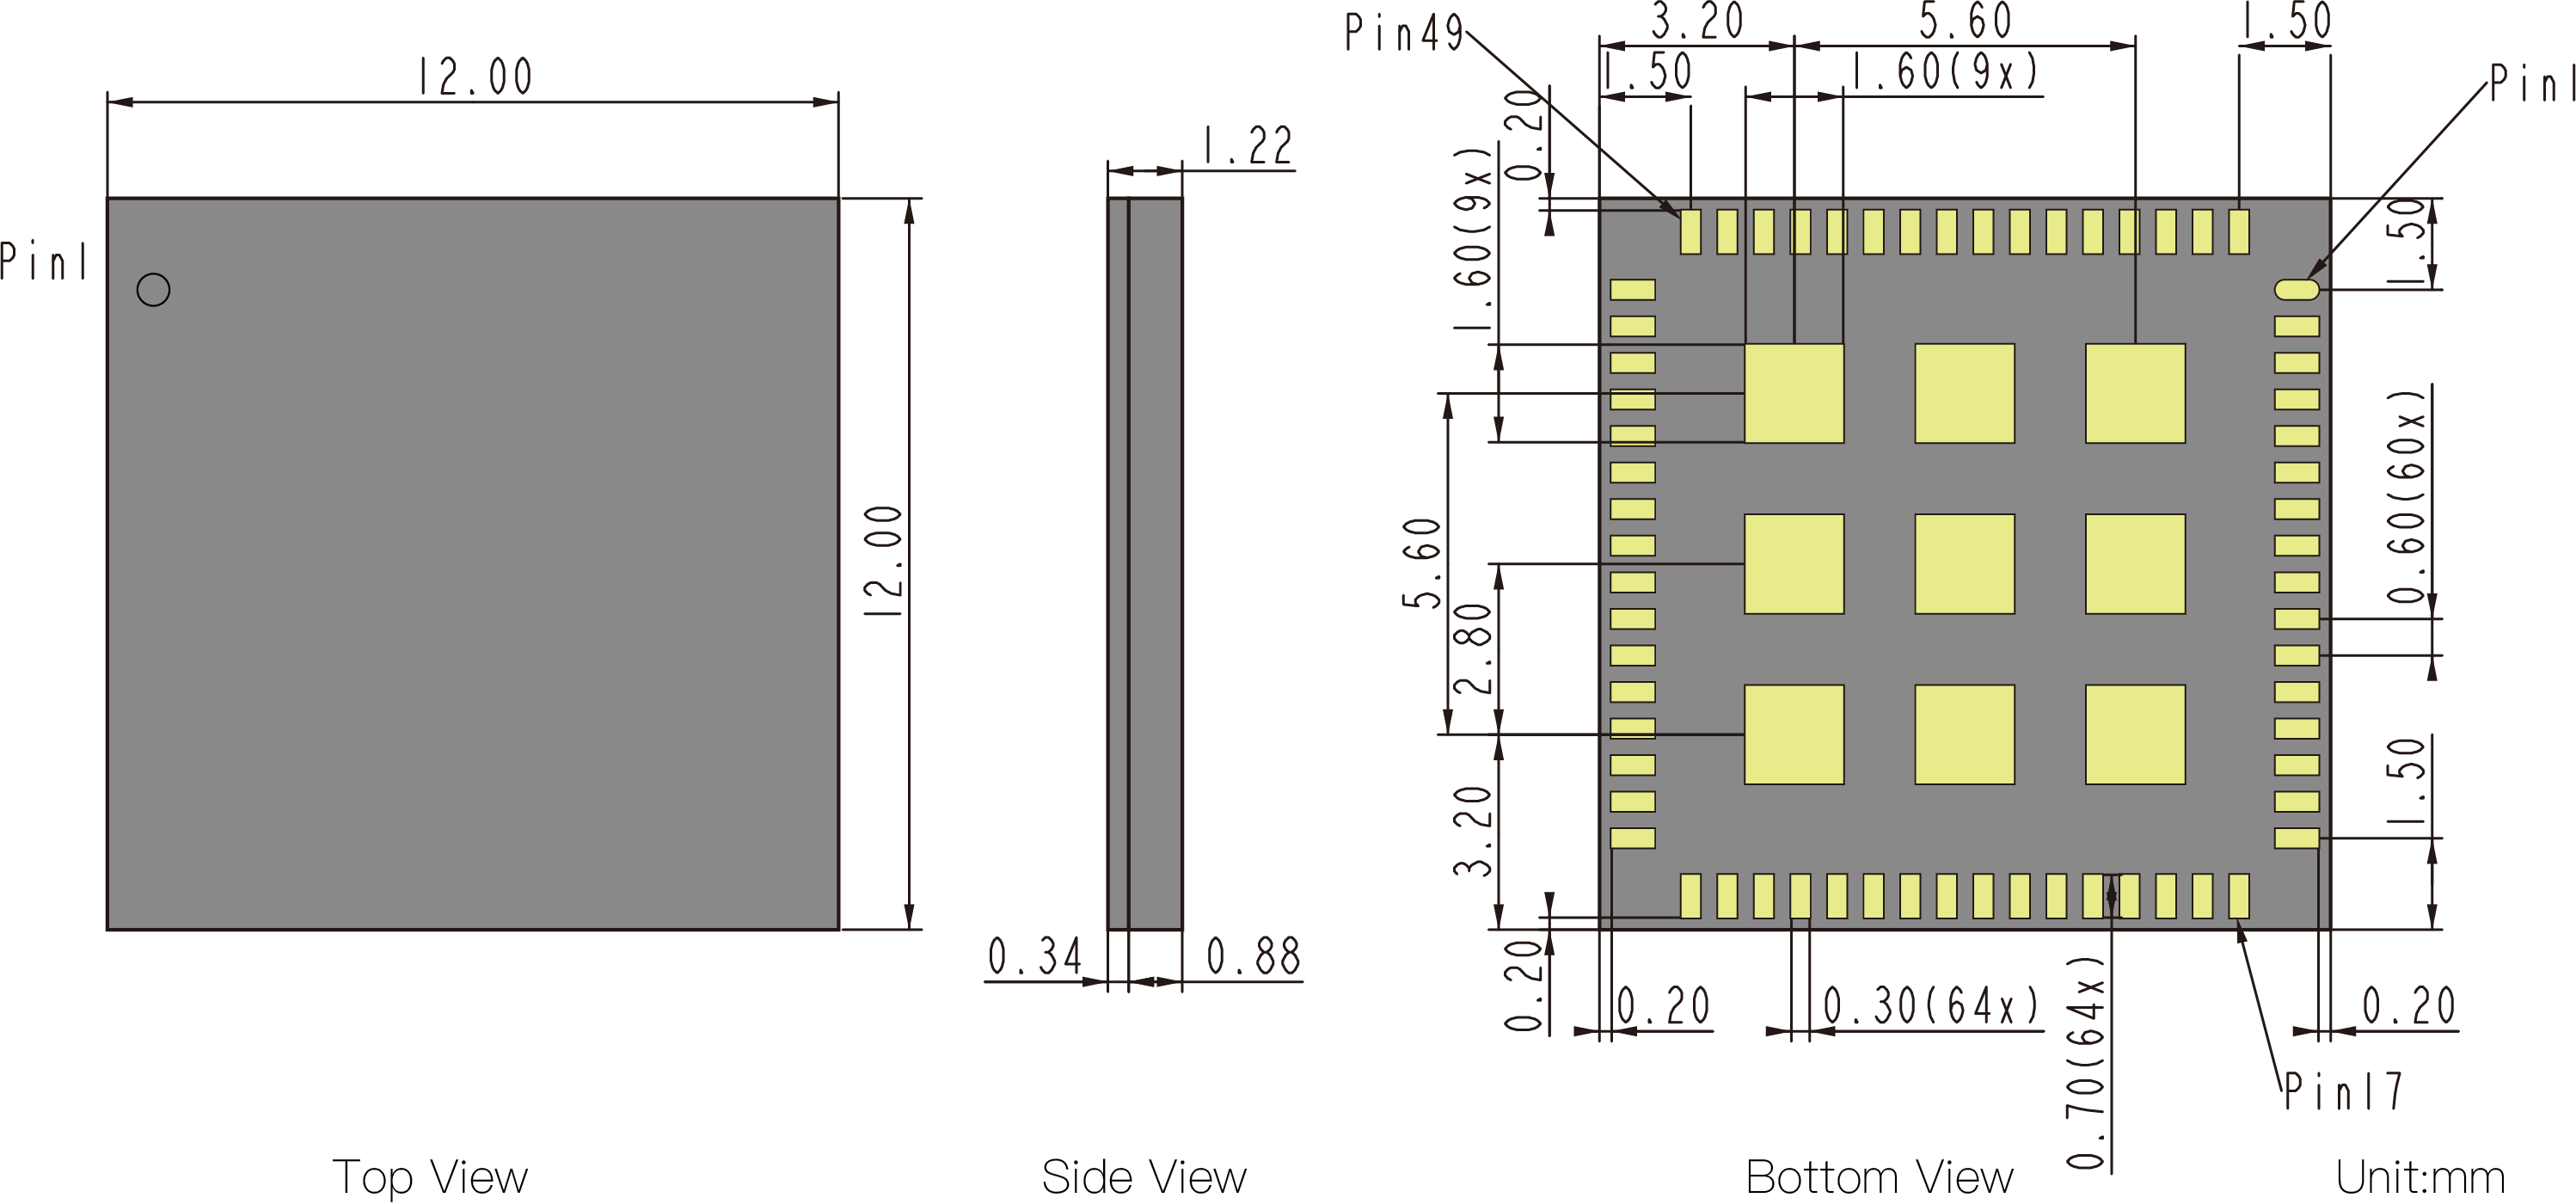 12.00
Pin1
12.00
Top View
1.22
0.34
0.88
Side View
Pin49
3.20
5.60
1.50
1.50
1.60(9x)
Pin1
0.20
1.60(9x)
1.50
5.60
0.60(60x)
2.80
3.20
1.50
0.20
0.20
0.30(64x)
0.70(64x)
0.20
Pin17
Bottom View
Unit:mm